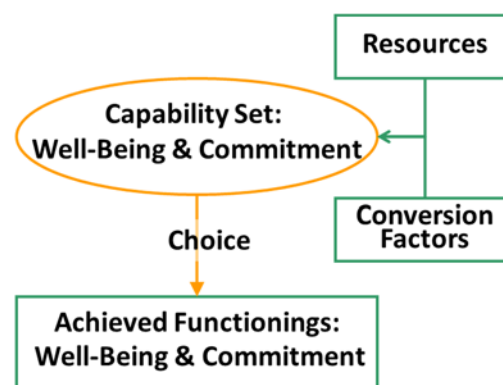 Resources
Capability Set:
Well-Being & Commitment
Conversion
Factors
Choice
Achieved Functionings:
Well-Being & Commitment